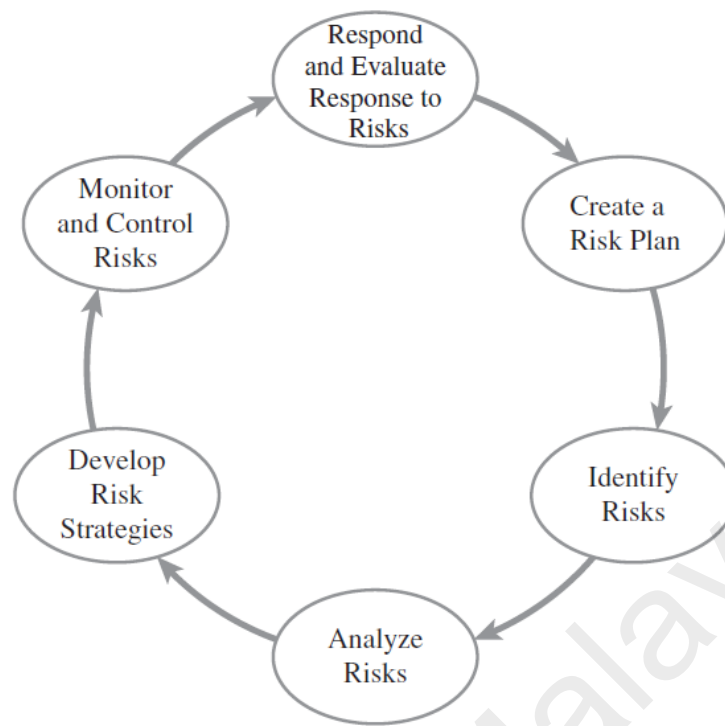 Respond
and Evaluate
Response to
Risks
Create a
Risk Plan
Identify
Risks
Analyze
Risks
Develop
Risk
Strategies
Monitor
and Control
Risks